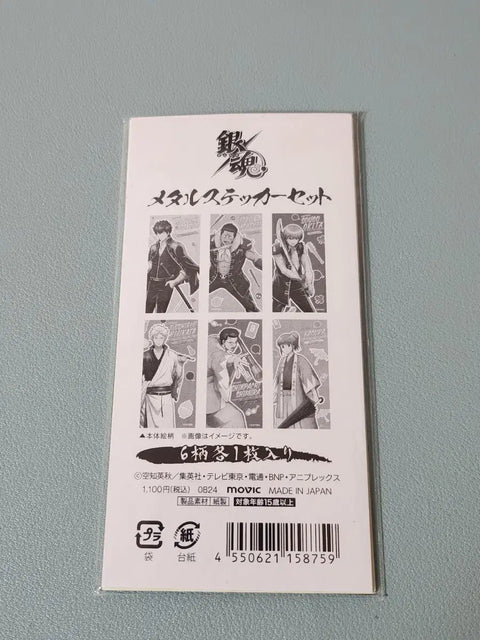 銀魂
メタルステッカーセット
▲本体絵柄 ※画像はイメージです。
6柄各1枚入り
©空知英秋／集英社・テレビ東京・電通・BNP・アニプレックス
1,100円(税込) 0824 movic MADE IN JAPAN
製品素材 紙製 対象年齢15歳以上
プラ 紙
袋 台紙
4 550621 158759